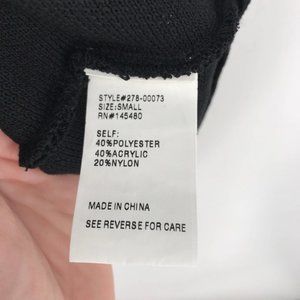 STYLE#278-00073
SIZE:SMALL
RN#145480
SELF:
40%POLYESTER
40%ACRYLIC
20%NYLON
MADE IN CHINA
SEE REVERSE FOR CARE